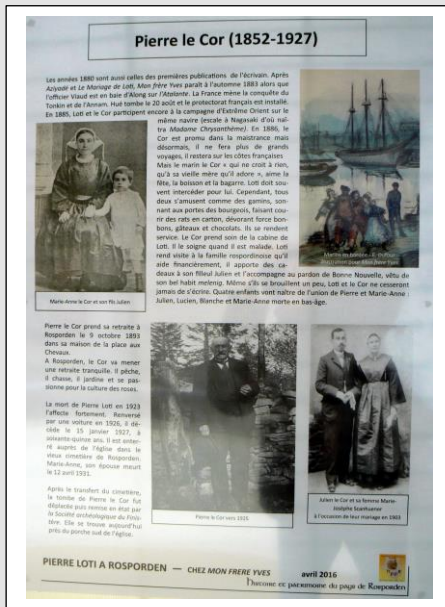 Pierre le Cor (1852-1927)
Les années 1880 sont aussi celles des premières publications de l'écrivain. Après
Aziyadé et Le Mariage de Loti, Mon frère Yves paraît à l'automne 1883 alors que
l'officier Viaud est en baie d'Along sur l'Atalante. La France mène la conquête du
Tonkin et de l'Annam. Hué tombe le 20 août et le protectorat français est installé.
En 1885, Loti et le Cor participent encore à la campagne d'Extrême Orient sur le
même navire (escale à Nagasaki d'où naî-
tra Madame Chrysanthème). En 1886, le
Cor est promu dans la maistrance mais
désormais, il ne fera plus de grands
voyages, il restera sur les côtes françaises
Mais le marin le Cor « qui ne croit à rien,
qu'à sa vieille mère qu'il adore », aime la
fête, la boisson et la bagarre. Loti doit sou-
vent intercéder pour lui. Cependant, tous
deux s'amusent comme des gamins, son-
nant aux portes des bourgeois, faisant cou-
rir des rats en carton, dévorant force bon-
bons, gâteaux et chocolats. Ils se rendent
service. Le Cor prend soin de la cabine de
Loti. Il le soigne quand il est malade. Loti
rend visite à la famille rospordinoise qu'il
aide financièrement, il apporte des ca-
deaux à son filleul Julien et l'accompagne au pardon de Bonne Nouvelle, vêtu de
son bel habit melenig. Même s'ils se brouillent un peu, Loti et le Cor ne cesseront
jamais de s'écrire. Quatre enfants vont naître de l'union de Pierre et Marie-Anne :
Julien, Lucien, Blanche et Marie-Anne morte en bas-âge.
Marie Anne le Cor et son fils Julien
Marins en bordée
Illustration pour Mon frère Yves
Pierre le Cor prend sa retraite à
Rosporden le 9 octobre 1893
dans sa maison de la place aux
Chevaux.
A Rosporden, le Cor va mener
une retraite tranquille. Il pêche,
il chasse, il jardine et se pas-
sionne pour la culture des roses.
La mort de Pierre Loti en 1923
l'affecte fortement. Renversé
par une voiture en 1926, il dé-
cède le 15 janvier 1927, à
soixante-quinze ans. Il est enter-
ré auprès de l'église dans le
vieux cimetière de Rosporden.
Marie-Anne, son épouse meurt
le 12 avril 1931.
Après le transfert du cimetière,
la tombe de Pierre le Cor fut
déplacée puis remise en état par
la Société archéologique du Finis-
tère. Elle se trouve aujourd'hui
près du porche sud de l'église.
Pierre le Cor vers 1925
Julien le Cor et sa femme Marie-
Josèphe
à l'occasion de leur mariage en 1903
PIERRE LOTI A ROSPORDEN — CHEZ MON FRERE YVES
avril 2016
Histoire et patrimoine du pays de Rosporden